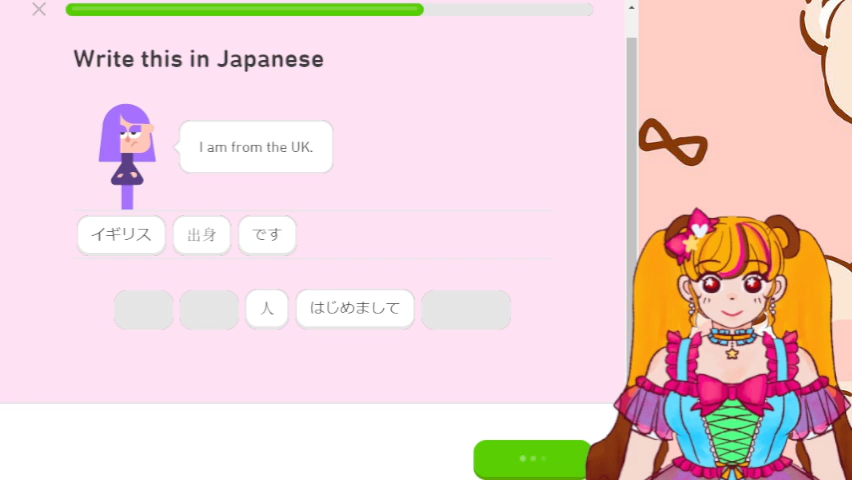 Write this in Japanese
I am from the UK.
イギリス 出身 です
人 はじめまして